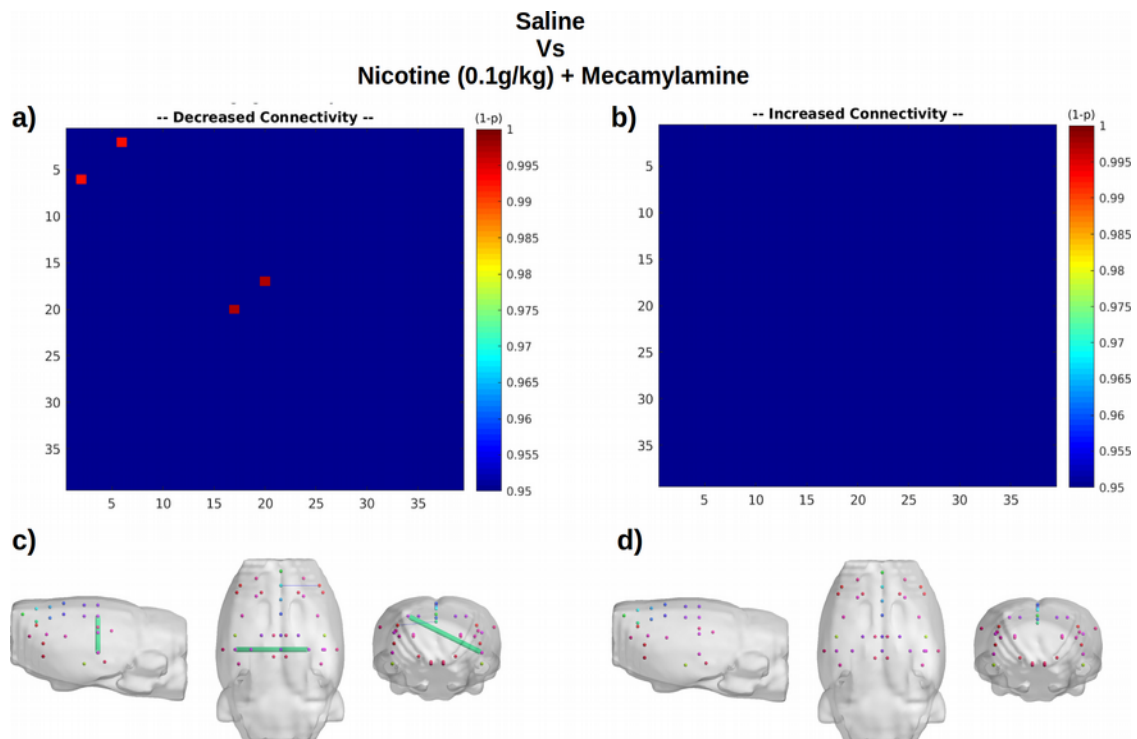 Saline
Vs
Nicotine (0.1g/kg) + Mecamylamine
a)
-- Decreased Connectivity --
(1-p)
1
0.995
0.99
0.985
0.98
0.975
0.97
0.965
0.96
0.955
0.95
5
10
15
20
25
30
35
5 10 15 20 25 30 35
b)
-- Increased Connectivity --
(1-p)
1
0.995
0.99
0.985
0.98
0.975
0.97
0.965
0.96
0.955
0.95
5
10
15
20
25
30
35
5 10 15 20 25 30 35
c)
d)